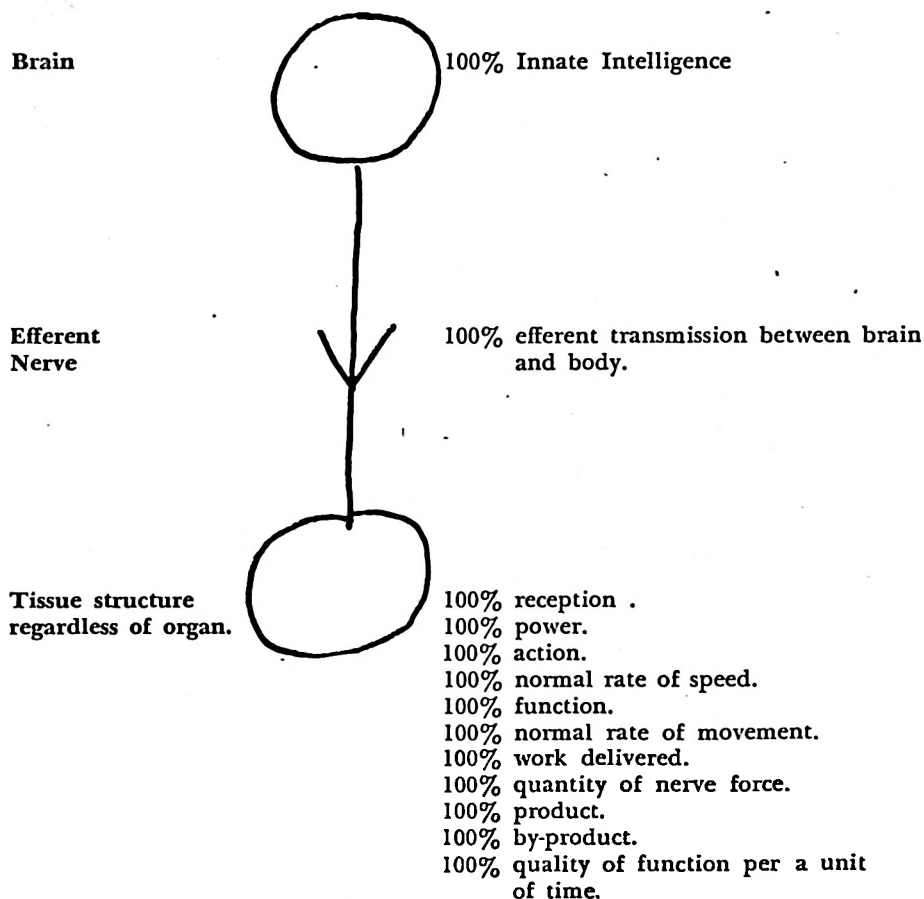 Brain
100% Innate Intelligence
Efferent
Nerve
100% efferent transmission between brain
and body.
Tissue structure
regardless of organ.
100% reception .
100% power.
100% action.
100% normal rate of speed.
100% function.
100% normal rate of movement.
100% work delivered.
100% quantity of nerve force.
100% product.
100% by-product.
100% quality of function per a unit
of time.